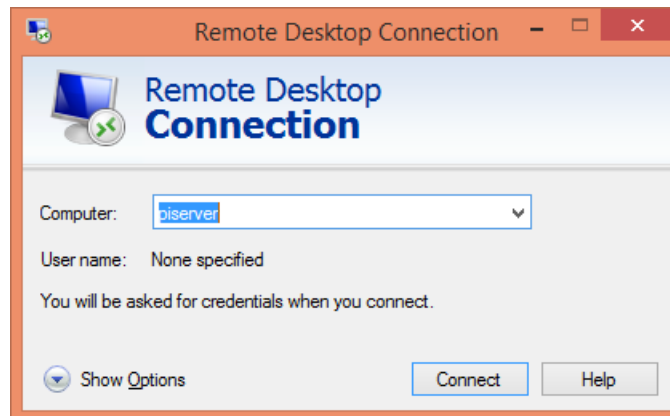 Remote Desktop Connection
Remote Desktop
Connection
Computer: piserver
User name: None specified
You will be asked for credentials when you connect.
Show Options Connect Help